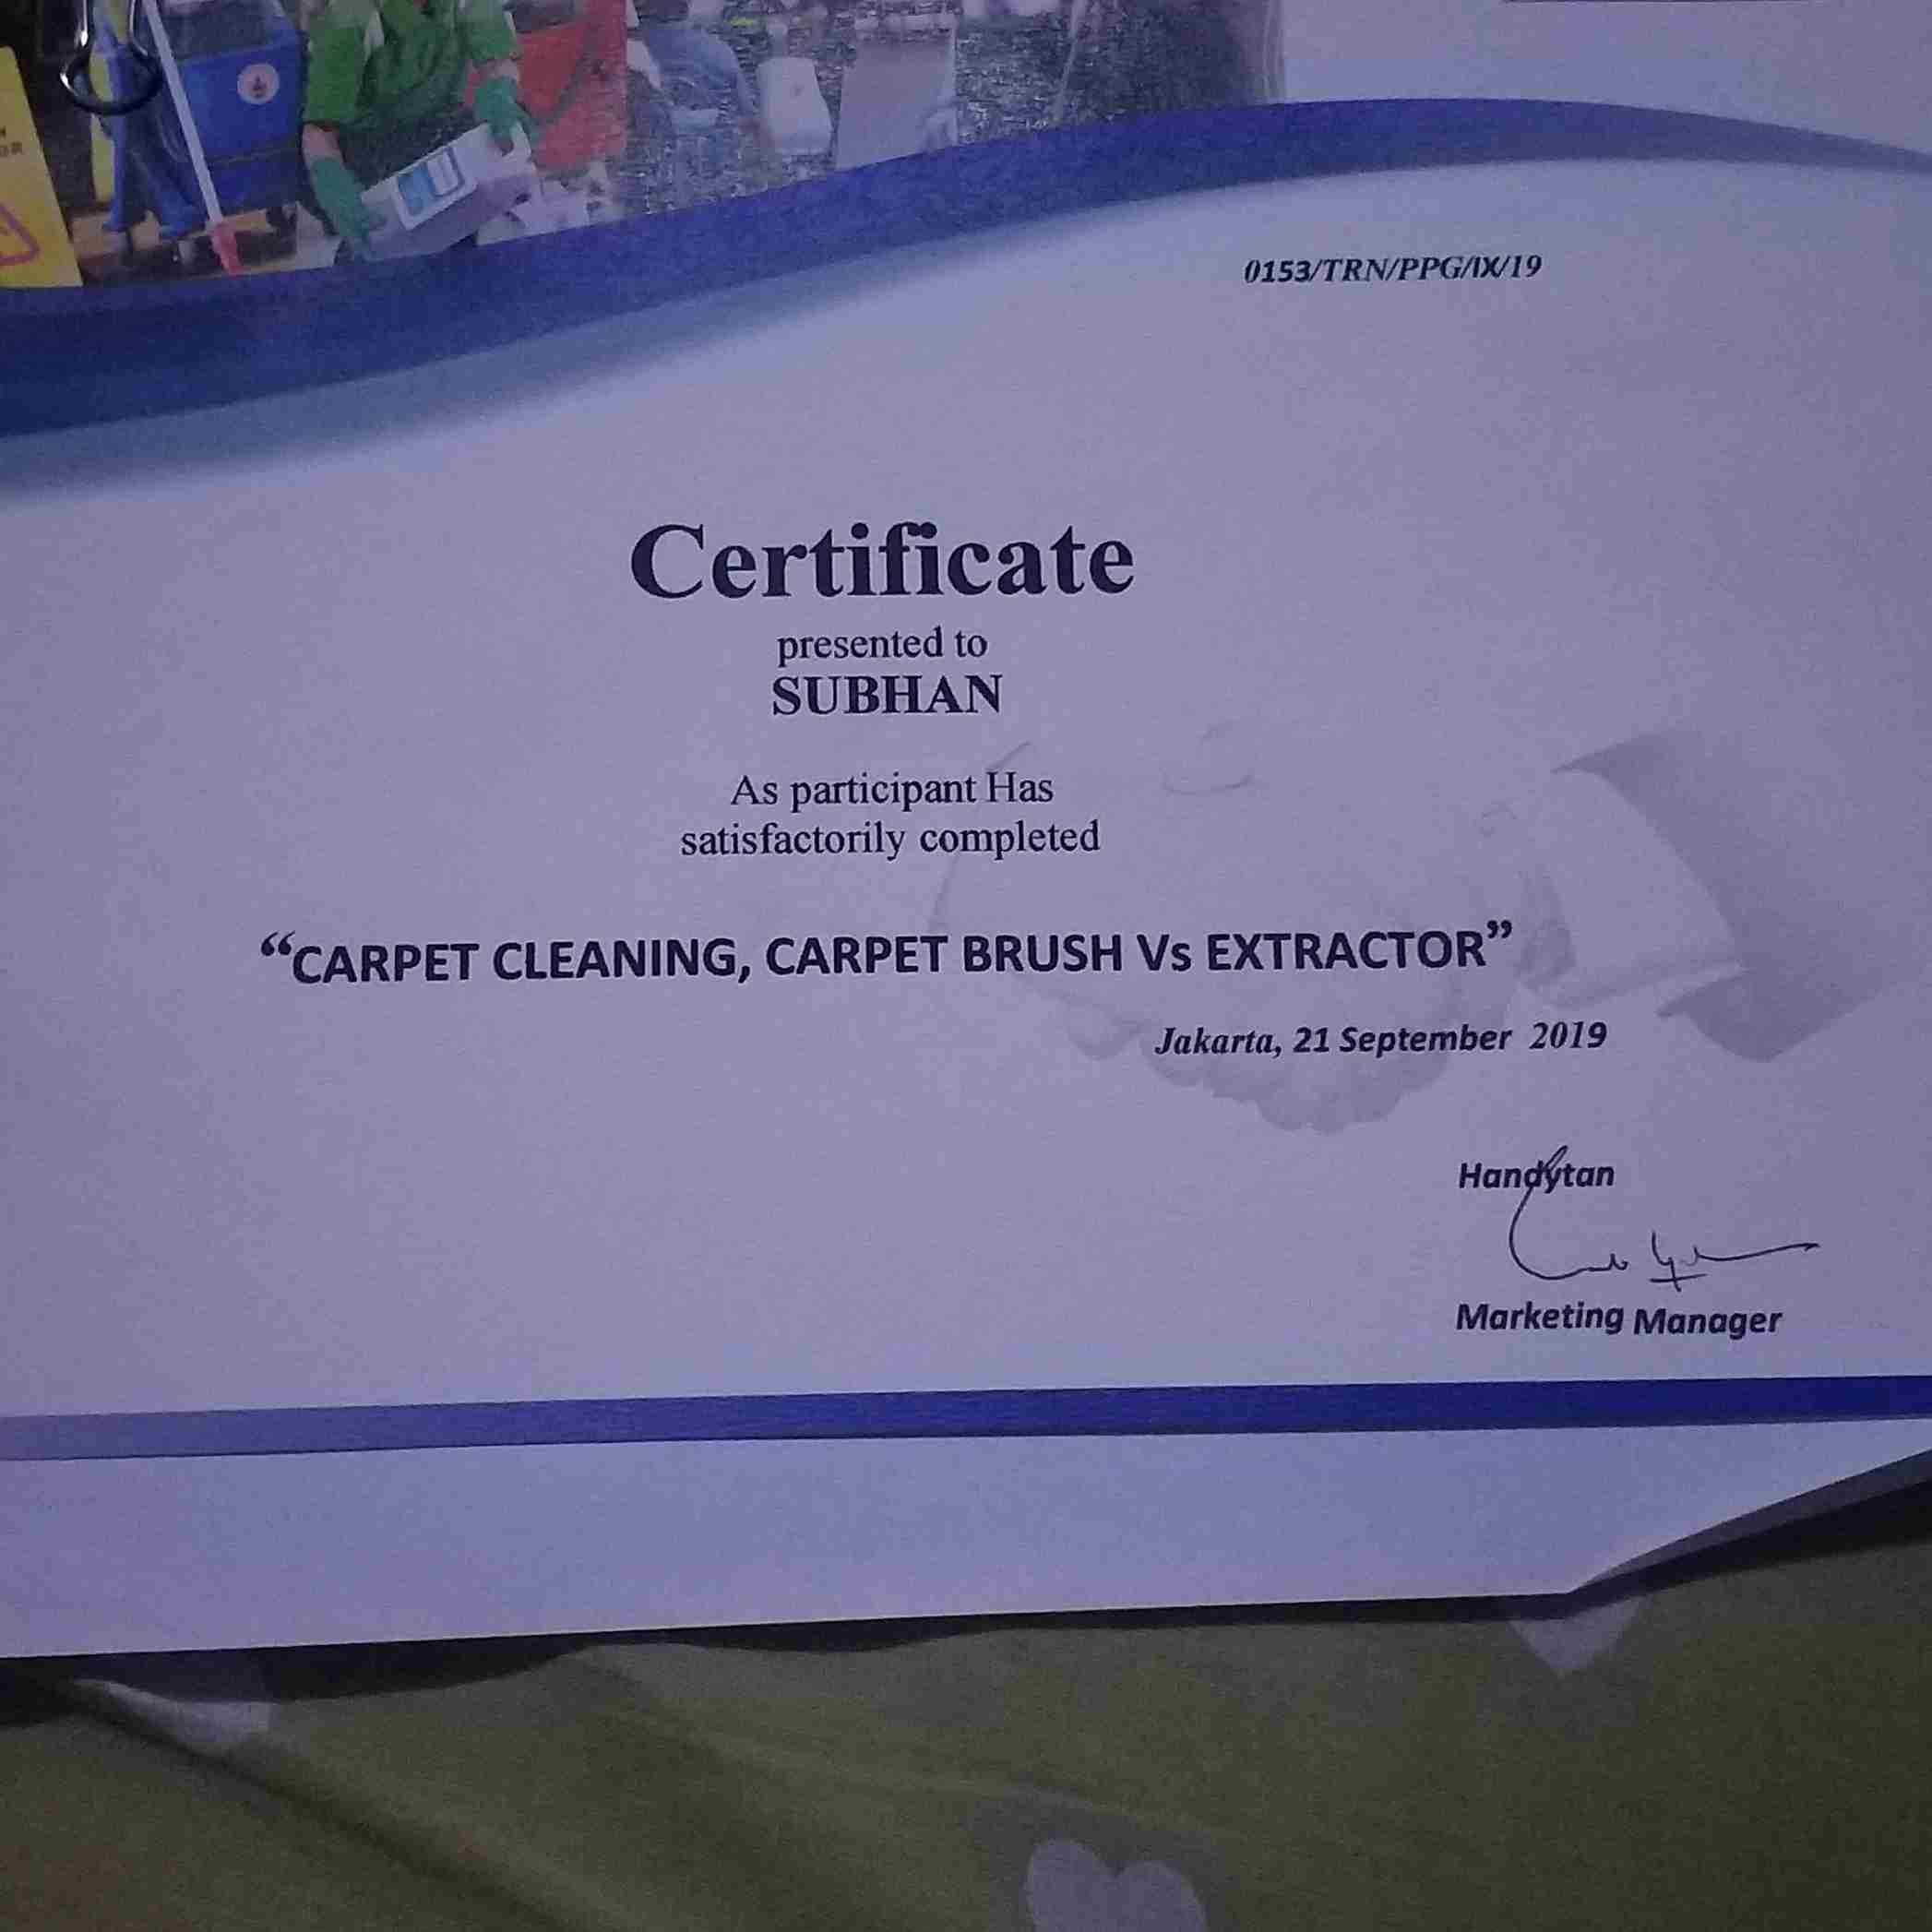 0153/TRN/PPG/IX/19
Certificate
presented to
SUBHAN
As participant Has
satisfactorily completed
“CARPET CLEANING, CARPET BRUSH Vs EXTRACTOR”
Jakarta, 21 September 2019
Handytan
Marketing Manager